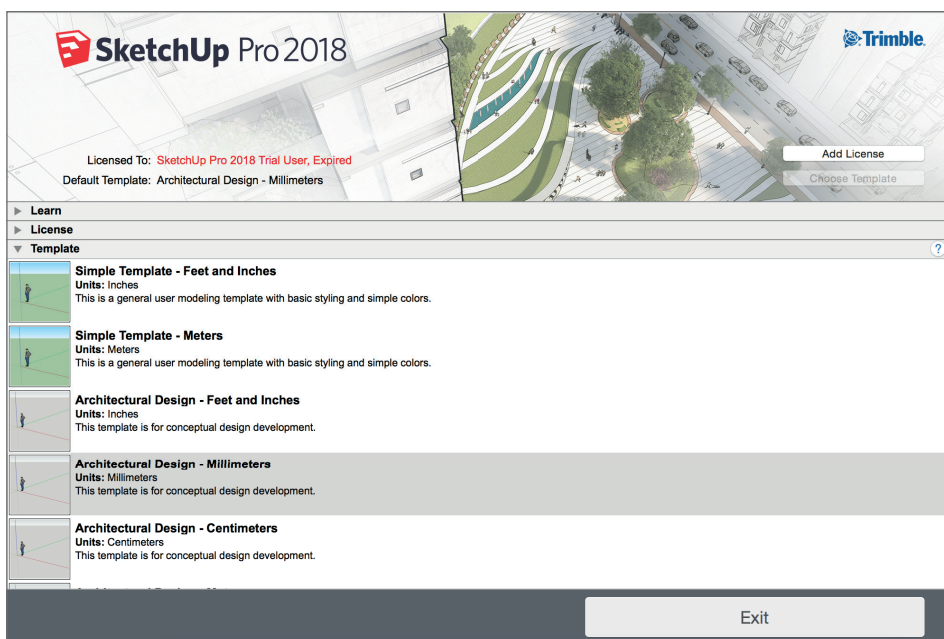 SketchUp Pro 2018
Trimble.
Licensed To: SketchUp Pro 2018 Trial User, Expired
Add License
Default Template: Architectural Design - Millimeters
Choose Template
Learn
License
Template
?
Simple Template - Feet and Inches
Units: Inches
This is a general user modeling template with basic styling and simple colors.
Simple Template - Meters
Units: Meters
This is a general user modeling template with basic styling and simple colors.
Architectural Design - Feet and Inches
Units: Inches
This template is for conceptual design development.
Architectural Design - Millimeters
Units: Millimeters
This template is for conceptual design development.
Architectural Design - Centimeters
Units: Centimeters
This template is for conceptual design development.
Exit